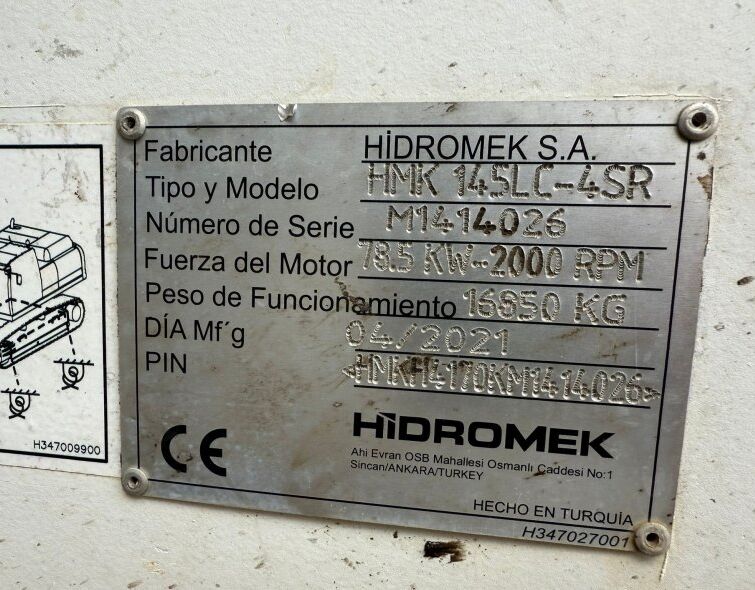 Fabricante HİDROMEK S.A.
Tipo y Modelo HMK 145LC-4SR
Número de Serie M1414026
Fuerza del Motor 78.5 KW-2000 RPM
Peso de Funcionamiento 16850 KG
DÍA Mf´g 04/2021
PIN <HMKH4170KM1414026>
CE
HİDROMEK
Ahi Evran OSB Mahallesi Osmanlı Caddesi No:1
Sincan/ANKARA/TURKEY
HECHO EN TURQUÍA
H347027001
H347009900